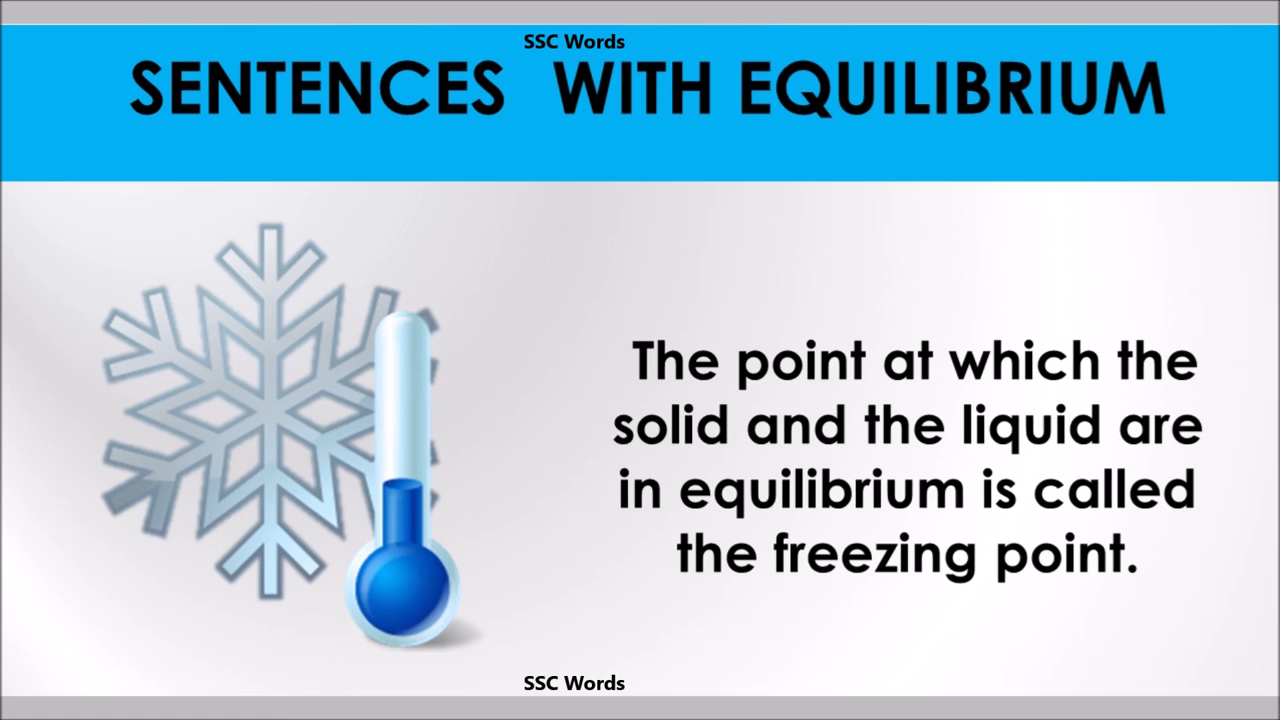 SSC Words
SENTENCES WITH EQUILIBRIUM
The point at which the
solid and the liquid are
in equilibrium is called
the freezing point.
SSC Words